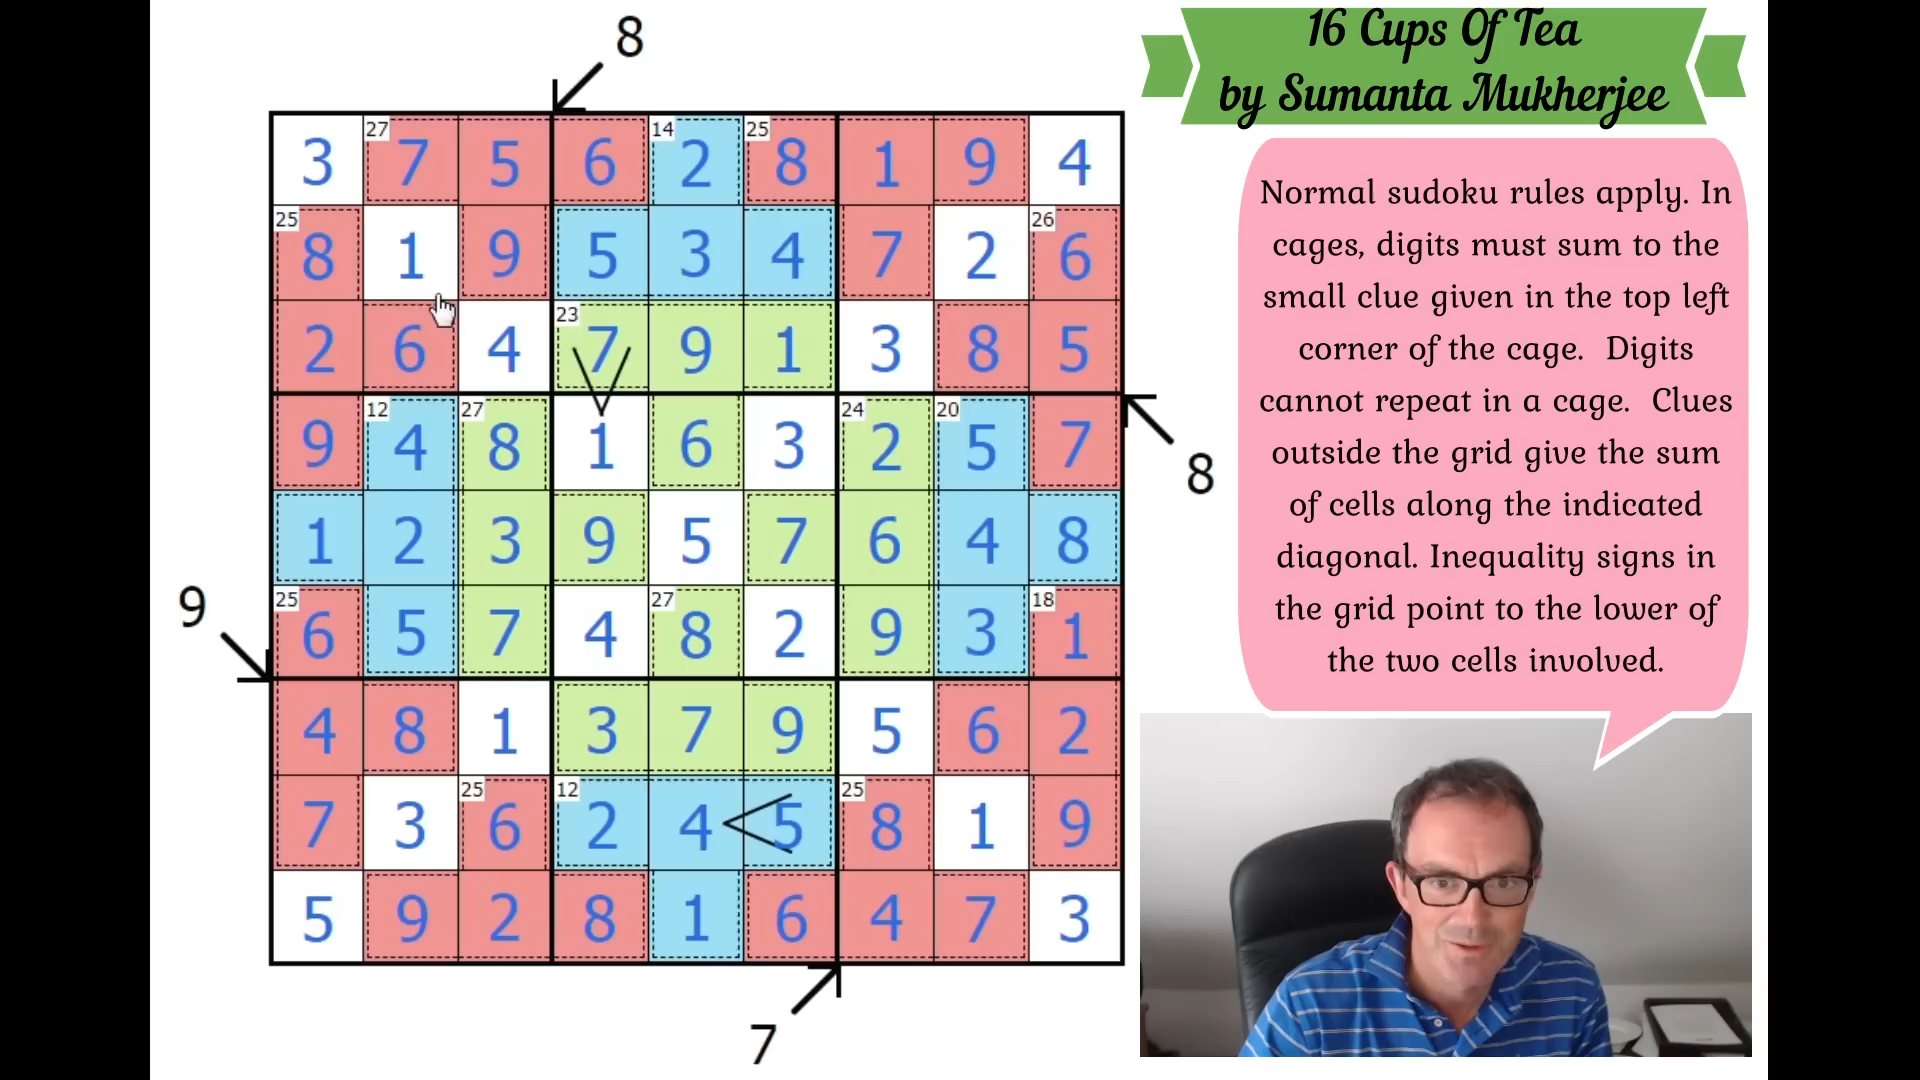 8
16 Cups Of Tea
by Sumanta Mukherjee
Normal sudoku rules apply. In
cages, digits must sum to the
small clue given in the top left
corner of the cage. Digits
cannot repeat in a cage. Clues
outside the grid give the sum
of cells along the indicated
diagonal. Inequality signs in
the grid point to the lower of
the two cells involved.
27 14 25
3 7 5 6 2 8 1 9 4
25 26
8 1 9 5 3 4 7 2 6
23
2 6 4 7 9 1 3 8 5
12 27 24 20
9 4 8 1 6 3 2 5 7
8
1 2 3 9 5 7 6 4 8
9
25 27 18
6 5 7 4 8 2 9 3 1
4 8 1 3 7 9 5 6 2
25 12 25
7 3 6 2 4 < 5 8 1 9
5 9 2 8 1 6 4 7 3
7